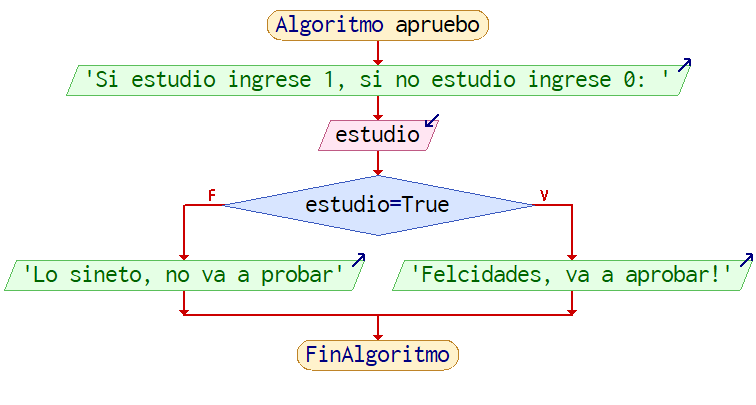 Algoritmo apruebo
'Si estudio ingrese 1, si no estudio ingrese 0: '
estudio
estudio=True
F
V
'Lo sineto, no va a probar'
'Felcidades, va a aprobar!'
FinAlgoritmo